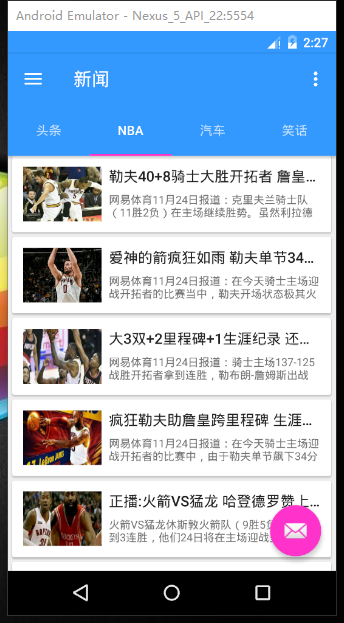 Android Emulator - Nexus_5_API_22:5554
2:27
新闻
头条 NBA 汽车 笑话
勒夫40+8骑士大胜开拓者 詹皇...
网易体育11月24日报道：克里夫兰骑士队
（11胜2负）在主场继续胜势。虽然利拉德
爱神的箭疯狂如雨 勒夫单节34...
网易体育11月24日报道：在今天骑士主场迎
战开拓者的比赛当中，勒夫开场状态极其火
大3双+2里程碑+1生涯纪录 还...
网易体育11月24日报道：骑士主场137-125
战胜开拓者拿到连胜，勒布朗-詹姆斯出战
疯狂勒夫助詹皇跨里程碑 生涯...
网易体育11月24日报道：在今天骑士主场迎
战开拓者的比赛中，由于勒夫单节飙下34分
正播:火箭VS猛龙 哈登德罗赞上...
火箭VS猛龙休斯敦火箭队（9胜5
到3连胜，他们24日将在主场迎战